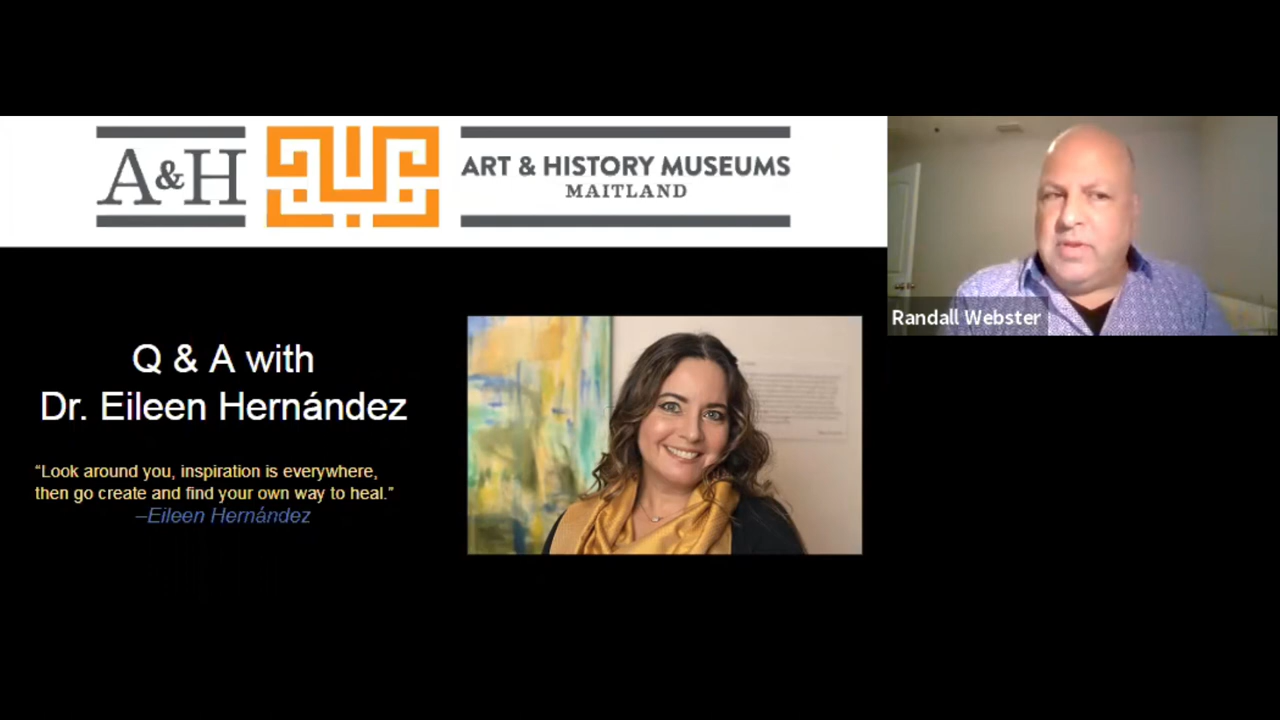 A&H
ART & HISTORY MUSEUMS
MAITLAND
Randall Webster
Q & A with
Dr. Eileen Hernández
“Look around you, inspiration is everywhere,
then go create and find your own way to heal.”
–Eileen Hernández